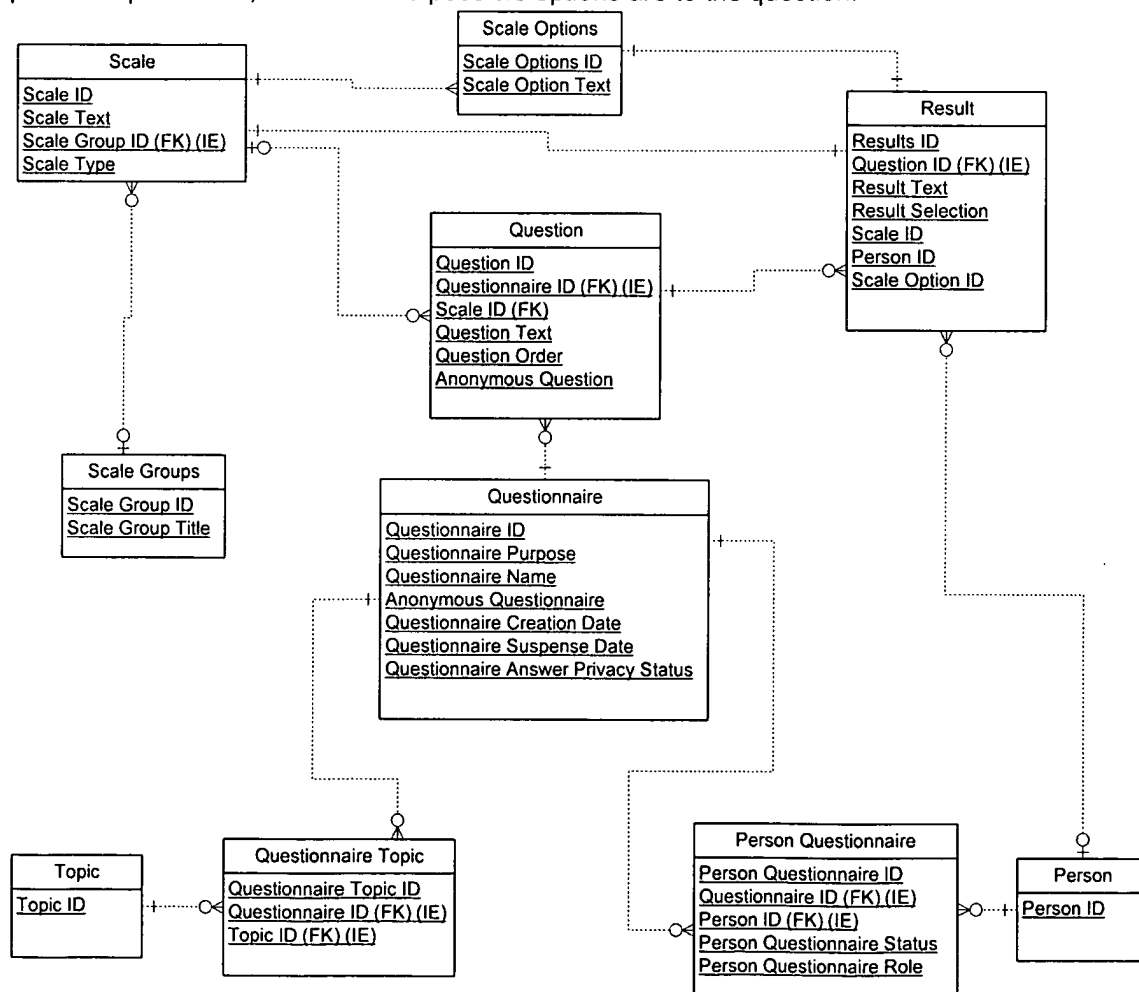 Scale Options
Scale Options ID
Scale Option Text
Scale
Scale ID
Scale Text
Scale Group ID (FK) (IE)
Scale Type
Result
Results ID
Question ID (FK) (IE)
Result Text
Result Selection
Scale ID
Person ID
Scale Option ID
Question
Question ID
Questionnaire ID (FK) (IE)
Scale ID (FK)
Question Text
Question Order
Anonymous Question
Scale Groups
Scale Group ID
Scale Group Title
Questionnaire
Questionnaire ID
Questionnaire Purpose
Questionnaire Name
Anonymous Questionnaire
Questionnaire Creation Date
Questionnaire Suspense Date
Questionnaire Answer Privacy Status
Topic
Topic ID
Questionnaire Topic
Questionnaire Topic ID
Questionnaire ID (FK) (IE)
Topic ID (FK) (IE)
Person Questionnaire
Person Questionnaire ID
Questionnaire ID (FK) (IE)
Person ID (FK) (IE)
Person Questionnaire Status
Person Questionnaire Role
Person
Person ID